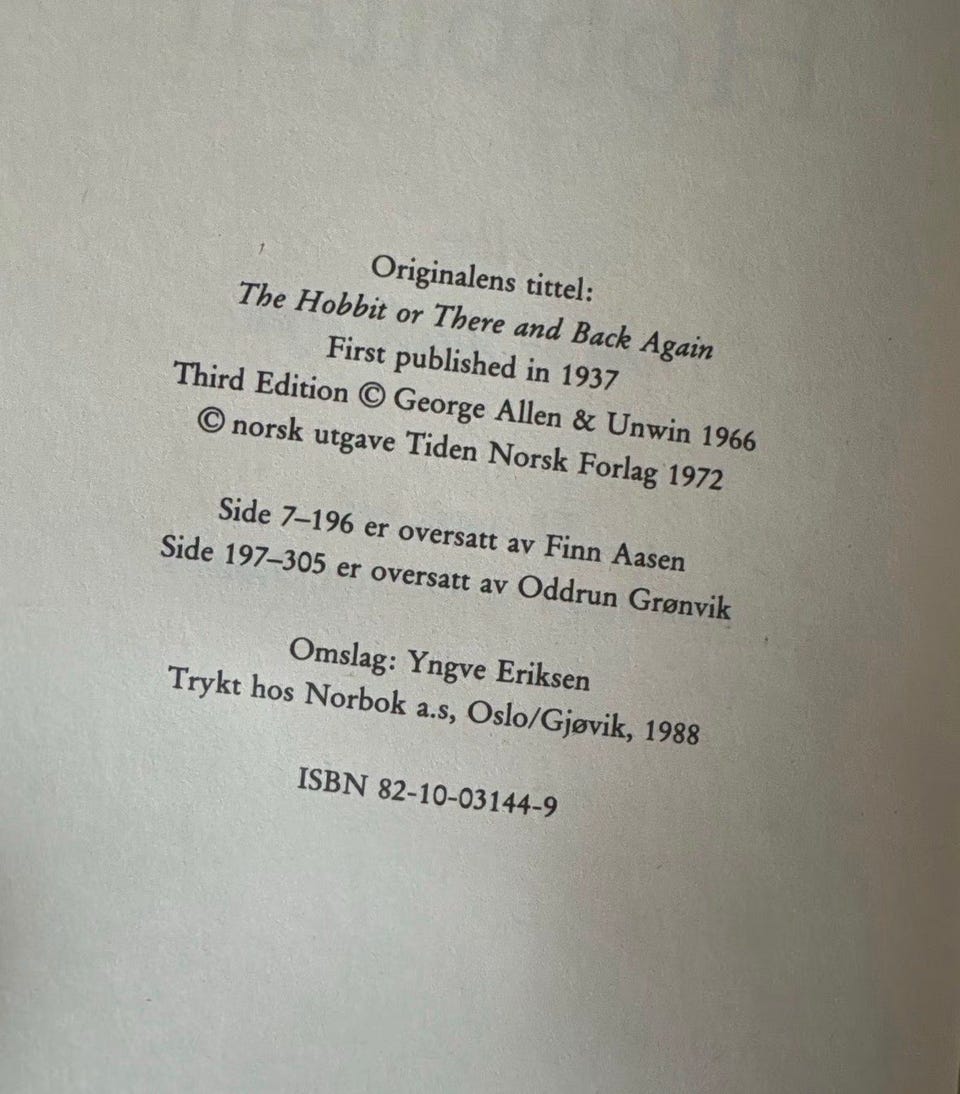 Originalens tittel:
The Hobbit or There and Back Again
First published in 1937
Third Edition © George Allen & Unwin 1966
© norsk utgave Tiden Norsk Forlag 1972
Side 7–196 er oversatt av Finn Aasen
Side 197–305 er oversatt av Oddrun Grønvik
Omslag: Yngve Eriksen
Trykt hos Norbok a.s, Oslo/Gjøvik, 1988
ISBN 82-10-03144-9